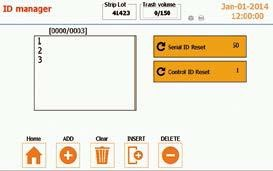 ID manager
Strip Lot
41423
Trash volume
0/150
Jan-01-2014
12:00:00
[0000/0003]
1
2
3
Serial ID Reset 50
Control ID Reset 1
Home ADD Clear INSERT DELETE